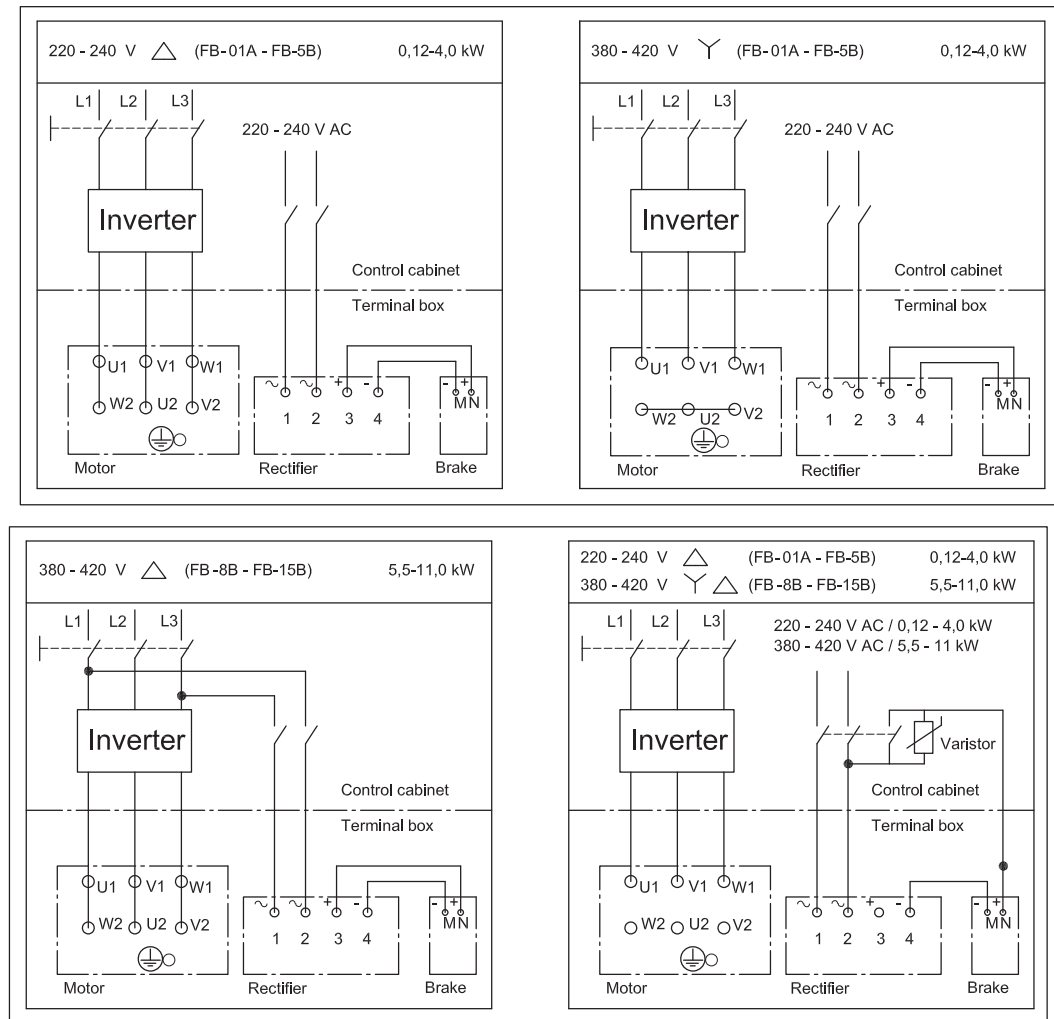 220 - 240 V (FB-01A - FB-5B) 0,12-4,0 kW
L1 L2 L3
220 - 240 V AC
Inverter
Control cabinet
Terminal box
U1 V1 W1
W2 U2 V2
~ ~ + -
1 2 3 4
- +
MN
Motor Rectifier Brake
380 - 420 V (FB-01A - FB-5B) 0,12-4,0 kW
L1 L2 L3
220 - 240 V AC
Inverter
Control cabinet
Terminal box
U1 V1 W1
W2 U2 V2
~ ~ + -
1 2 3 4
- +
MN
Motor Rectifier Brake
380 - 420 V (FB-8B - FB-15B) 5,5-11,0 kW
L1 L2 L3
Inverter
Control cabinet
Terminal box
U1 V1 W1
W2 U2 V2
~ ~ + -
1 2 3 4
- +
MN
Motor Rectifier Brake
220 - 240 V (FB-01A - FB-5B) 0,12-4,0 kW
380 - 420 V (FB-8B - FB-15B) 5,5-11,0 kW
L1 L2 L3
220 - 240 V AC / 0,12 - 4,0 kW
380 - 420 V AC / 5,5 - 11 kW
Inverter
Varistor
Control cabinet
Terminal box
U1 V1 W1
W2 U2 V2
~ ~ + -
1 2 3 4
- +
MN
Motor Rectifier Brake